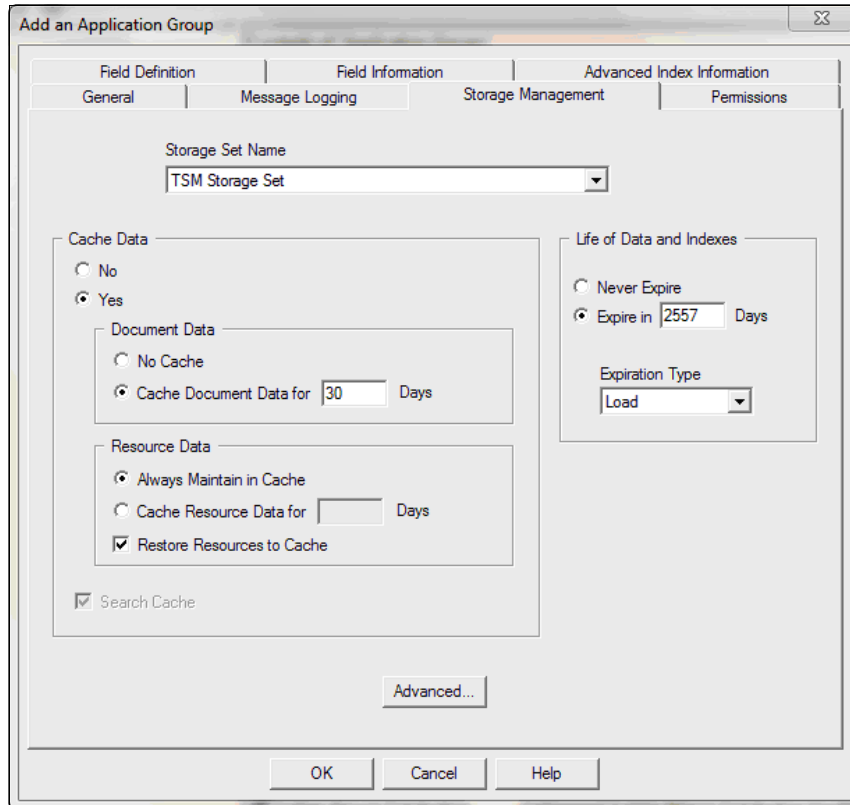 Add an Application Group
Field Definition Field Information Advanced Index Information
General Message Logging Storage Management Permissions
Storage Set Name
TSM Storage Set
Cache Data
No
Yes
Document Data
No Cache
Cache Document Data for 30 Days
Resource Data
Always Maintain in Cache
Cache Resource Data for Days
Restore Resources to Cache
Search Cache
Life of Data and Indexes
Never Expire
Expire in 2557 Days
Expiration Type
Load
Advanced...
OK Cancel Help